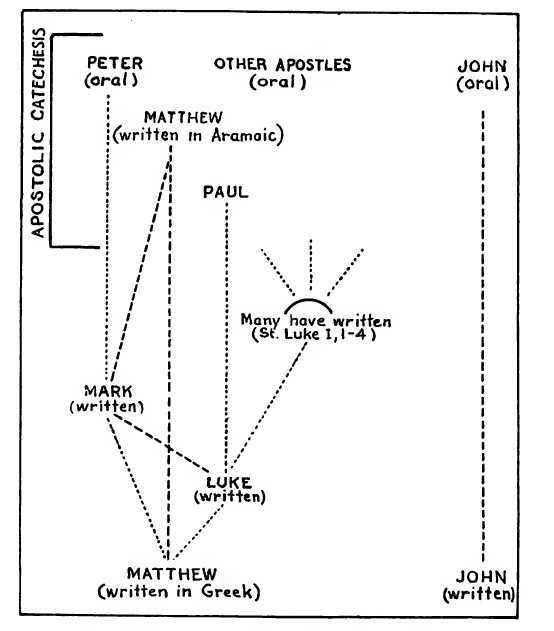 APOSTOLIC CATECHESIS
PETER
(oral)
OTHER APOSTLES
(oral)
JOHN
(oral)
MATTHEW
(written in Aramaic)
PAUL
Many have written
(St. Luke I, 1-4)
MARK
(written)
LUKE
(written)
MATTHEW
(written in Greek)
JOHN
(written)